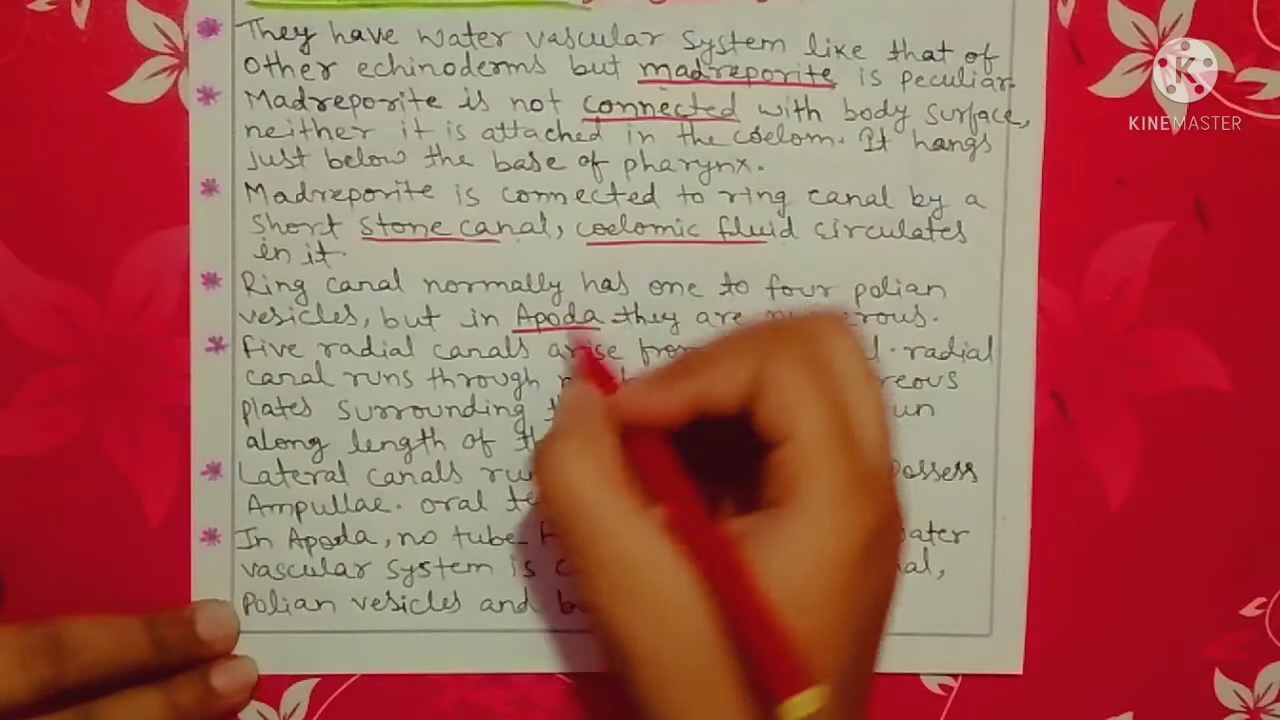 They have water vascular system like that of
other echinoderms but madreporite is peculiar.
Madreporite is not connected with body surface,
neither it is attached in the coelom. It hangs
just below the base of pharynx.
Madreporite is connected to ring canal by a
short stone canal, coelomic fluid circulates
in it.
Ring canal normally has one to four polian
vesicles, but in Apoda they are
Five radial canals arise radial
canal runs through
plates surrounding
along length of
Lateral canals possess
Ampullae. oral
In Apoda, no tube water
vascular system is
Polian vesicles and
KINEMASTER